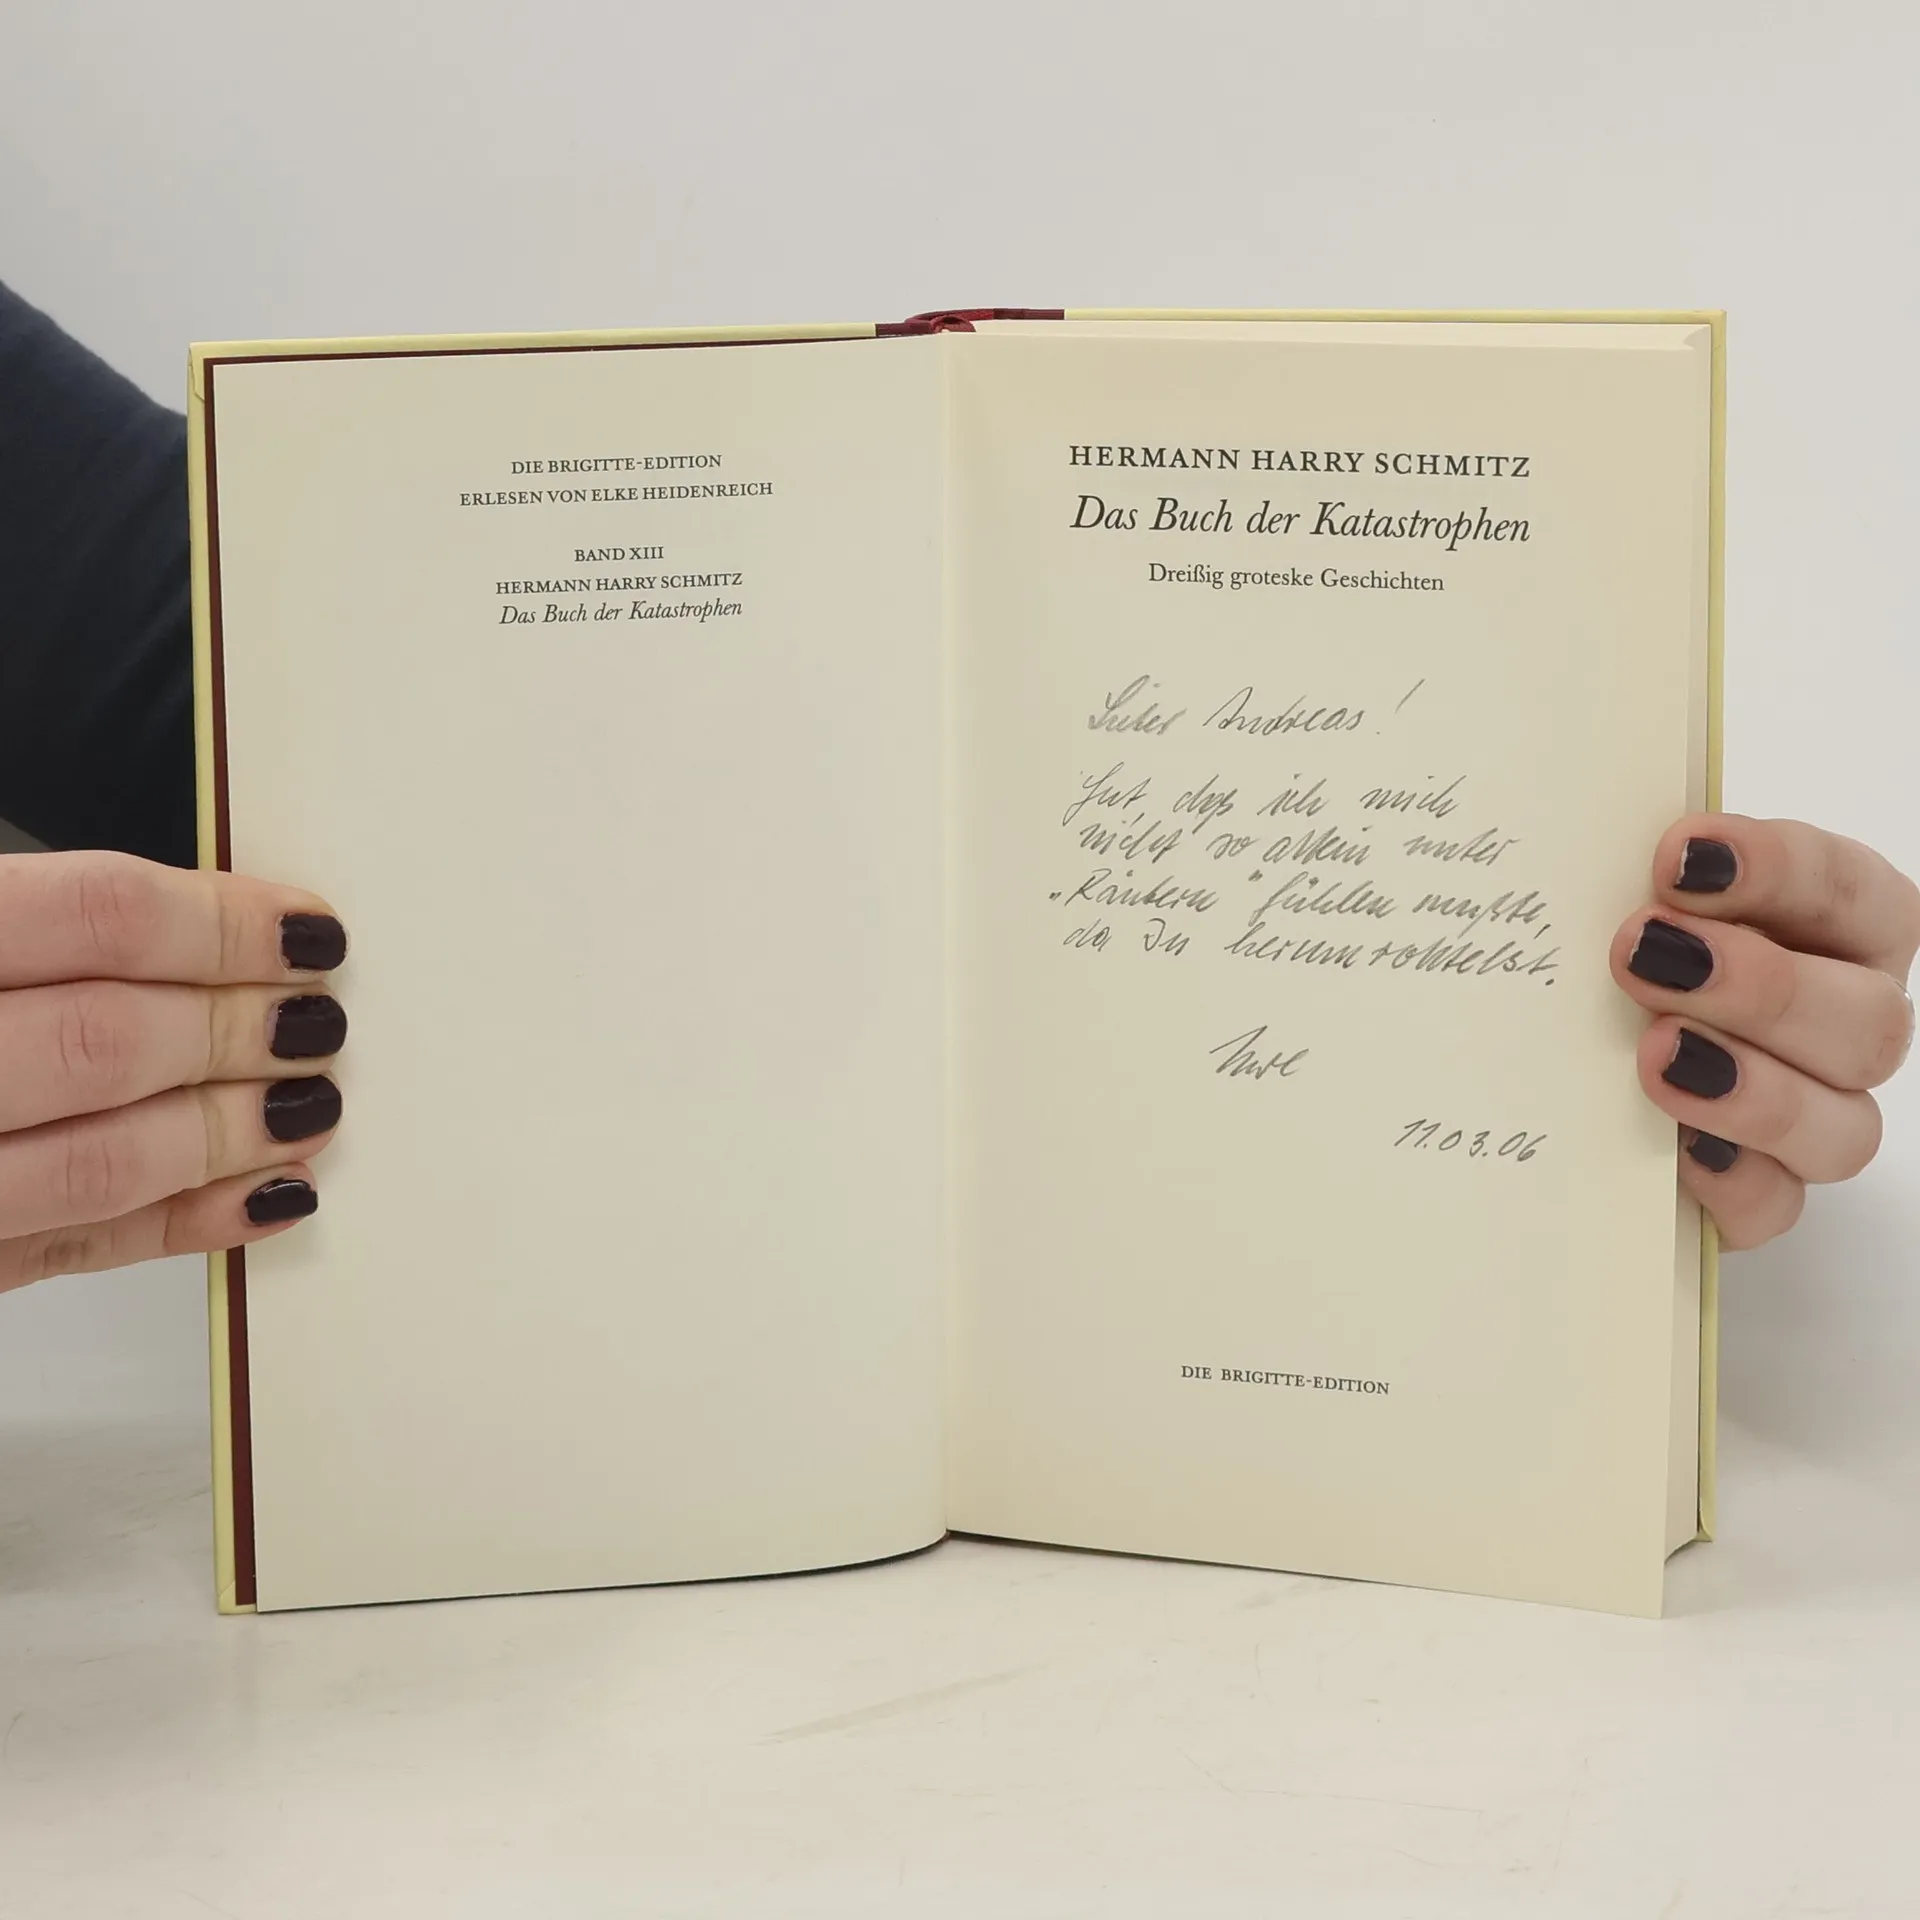 DIE BRIGITTE-EDITION
ERLESEN VON ELKE HEIDENREICH
BAND XIII
HERMANN HARRY SCHMITZ
Das Buch der Katastrophen
HERMANN HARRY SCHMITZ
Das Buch der Katastrophen
Dreißig groteske Geschichten
Lieber Andreas!
Gut, daß ich mich
nicht so allein unter
„Räubern" fühlen mußte,
da Du
11.03.06
DIE BRIGITTE-EDITION